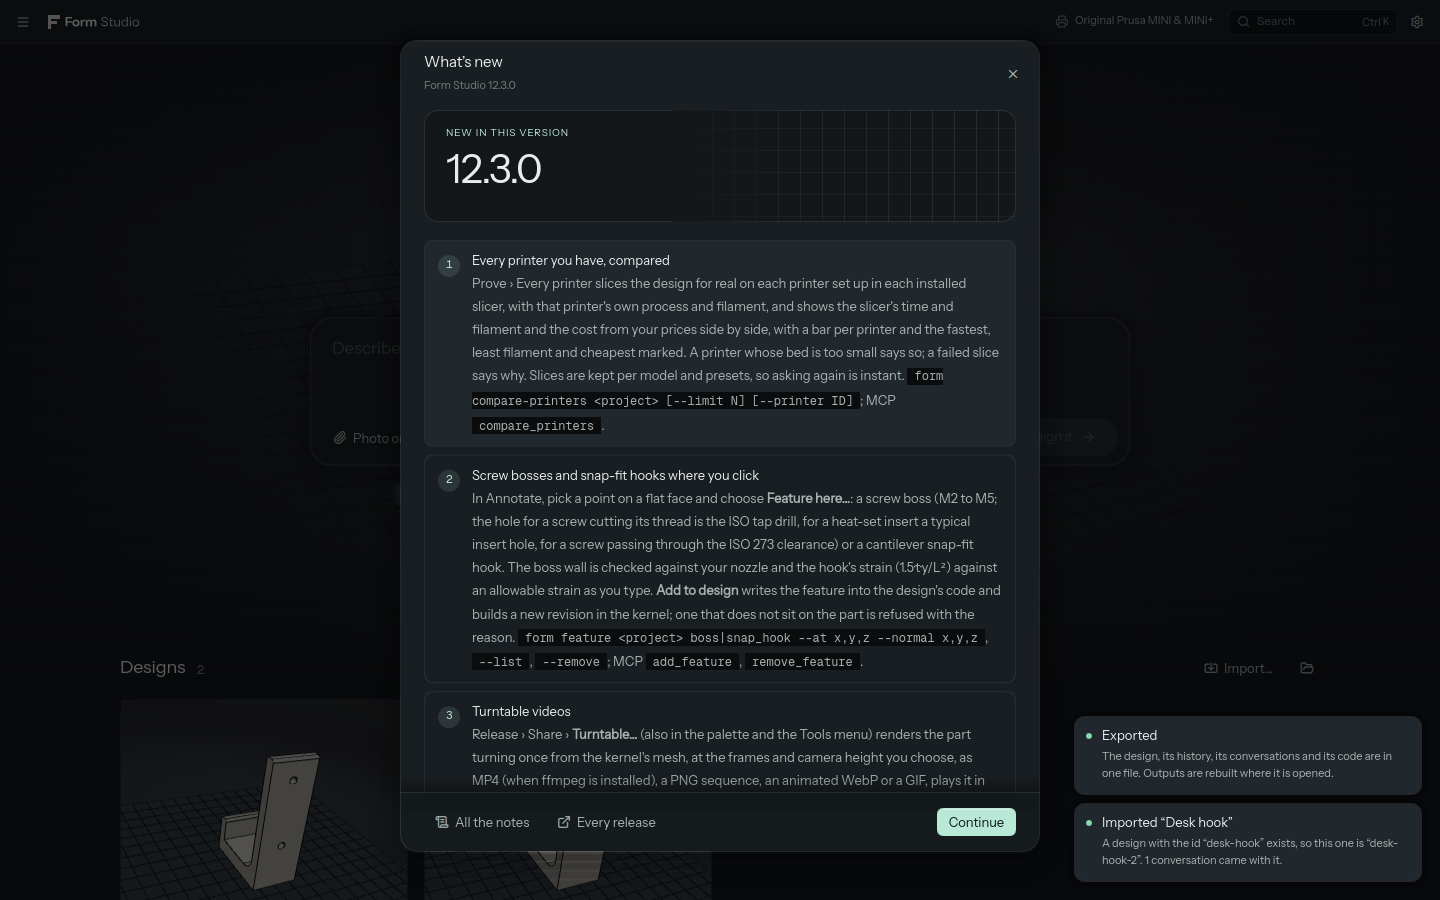 Form Studio
Original Prusa MINI & MINI+
Search
Ctrl K
What's new
Form Studio 12.3.0
NEW IN THIS VERSION
12.3.0
1
Every printer you have, compared
Prove › Every printer slices the design for real on each printer set up in each installed
slicer, with that printer's own process and filament, and shows the slicer's time and
filament and the cost from your prices side by side, with a bar per printer and the fastest,
least filament and cheapest marked. A printer whose bed is too small says so; a failed slice
says why. Slices are kept per model and presets, so asking again is instant. form
compare-printers <project> [--limit N] [--printer ID] ; MCP
compare_printers .
2
Screw bosses and snap-fit hooks where you click
In Annotate, pick a point on a flat face and choose Feature here…: a screw boss (M2 to M5;
the hole for a screw cutting its thread is the ISO tap drill, for a heat-set insert a typical
insert hole, for a screw passing through the ISO 273 clearance) or a cantilever snap-fit
hook. The boss wall is checked against your nozzle and the hook's strain (1.5·ty/L²) against
an allowable strain as you type. Add to design writes the feature into the design's code and
builds a new revision in the kernel; one that does not sit on the part is refused with the
reason. form feature <project> boss|snap_hook --at x,y,z --normal x,y,z ,
--list , --remove ; MCP add_feature , remove_feature .
3
Turntable videos
Release › Share › Turntable… (also in the palette and the Tools menu) renders the part
turning once from the kernel's mesh, at the frames and camera height you choose, as
MP4 (when ffmpeg is installed), a PNG sequence, an animated WebP or a GIF, plays it in
All the notes
Every release
Continue
Describe
Photo
Designs 2
Import…
Exported
The design, its history, its conversations and its code are in
one file. Outputs are rebuilt where it is opened.
Imported “Desk hook”
A design with the id “desk-hook” exists, so this one is “desk-
hook-2”. 1 conversation came with it.